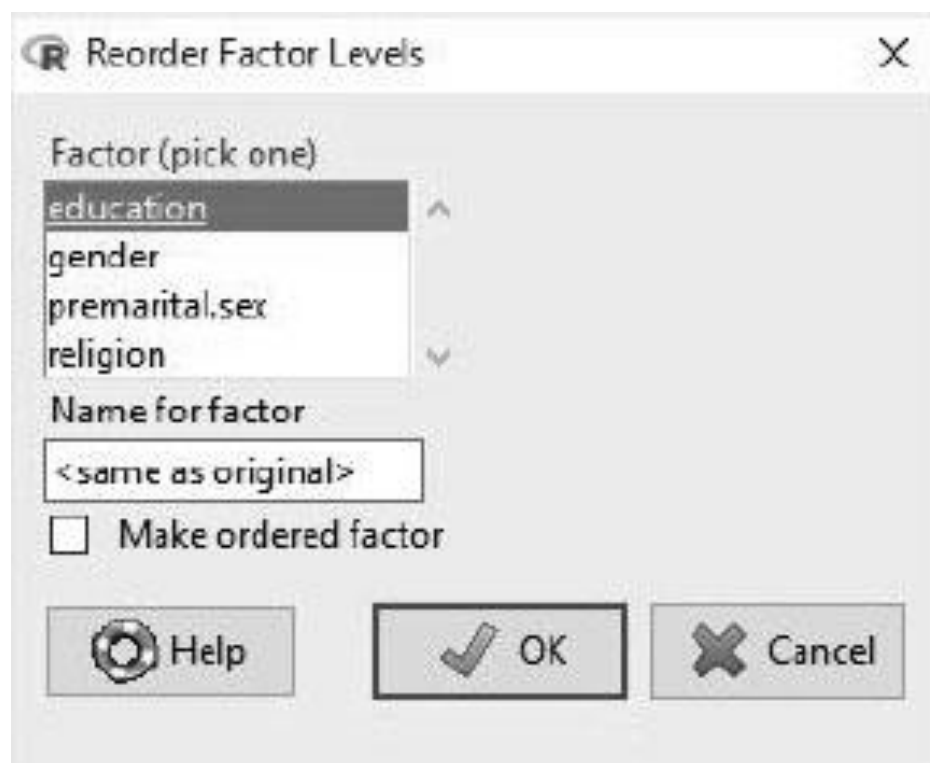 R Reorder Factor Levels
Factor (pick one)
education
gender
premarital.sex
religion
Name for factor
<same as original>
Make ordered factor
Help OK Cancel